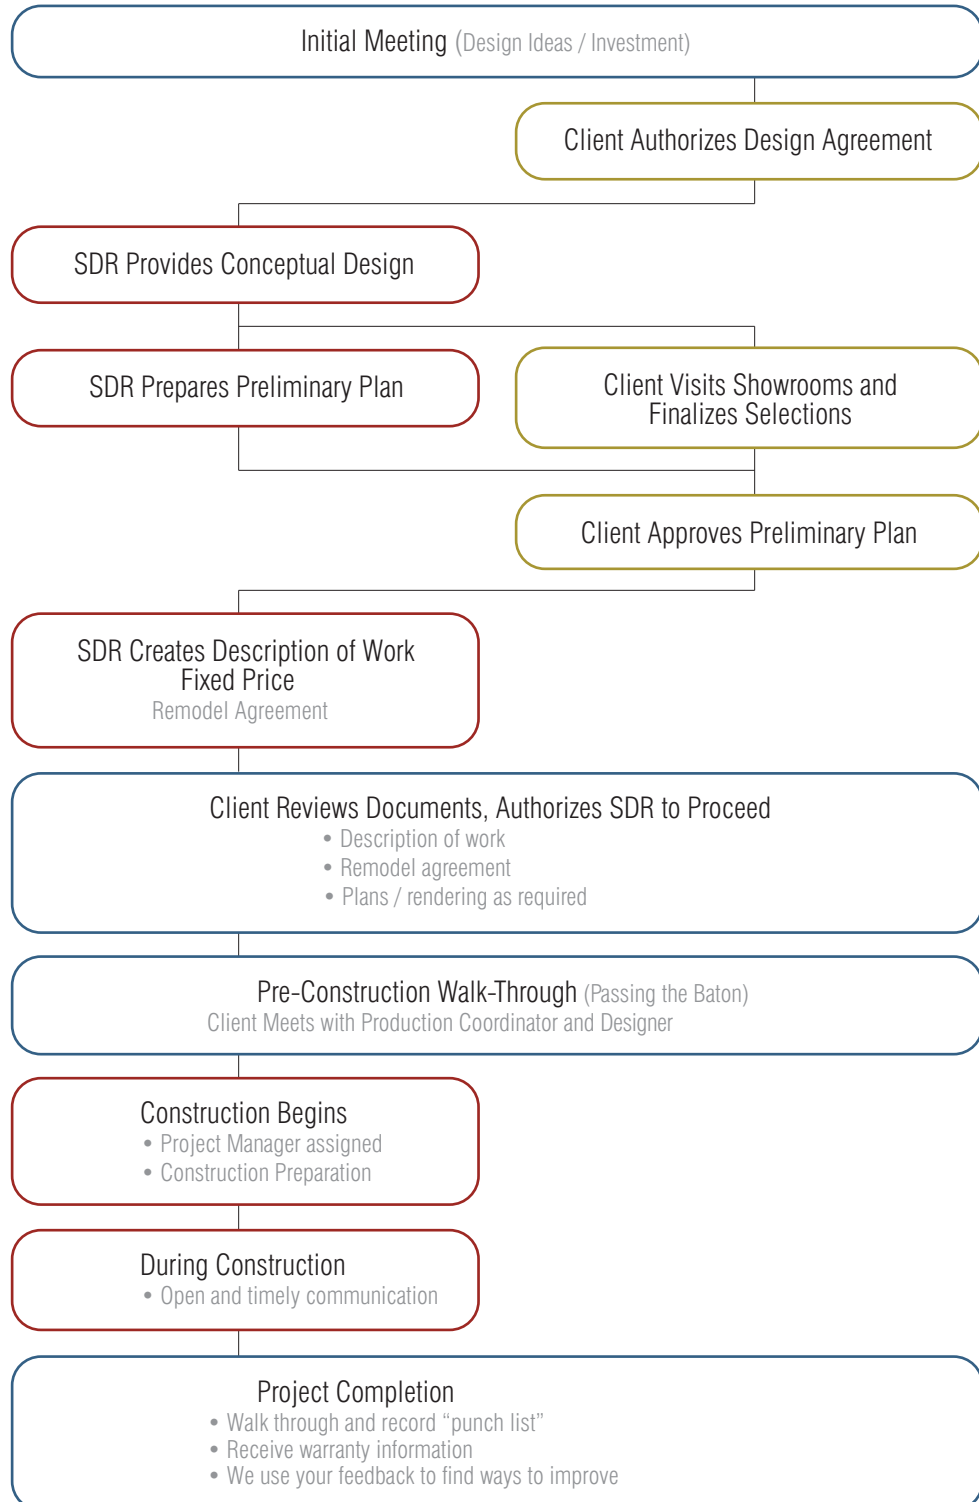 Initial Meeting (Design Ideas / Investment)
Client Authorizes Design Agreement
SDR Provides Conceptual Design
SDR Prepares Preliminary Plan
Client Visits Showrooms and
Finalizes Selections
Client Approves Preliminary Plan
SDR Creates Description of Work
Fixed Price
Remodel Agreement
Client Reviews Documents, Authorizes SDR to Proceed
• Description of work
• Remodel agreement
• Plans / rendering as required
Pre-Construction Walk-Through (Passing the Baton)
Client Meets with Production Coordinator and Designer
Construction Begins
• Project Manager assigned
• Construction Preparation
During Construction
• Open and timely communication
Project Completion
• Walk through and record “punch list”
• Receive warranty information
• We use your feedback to find ways to improve